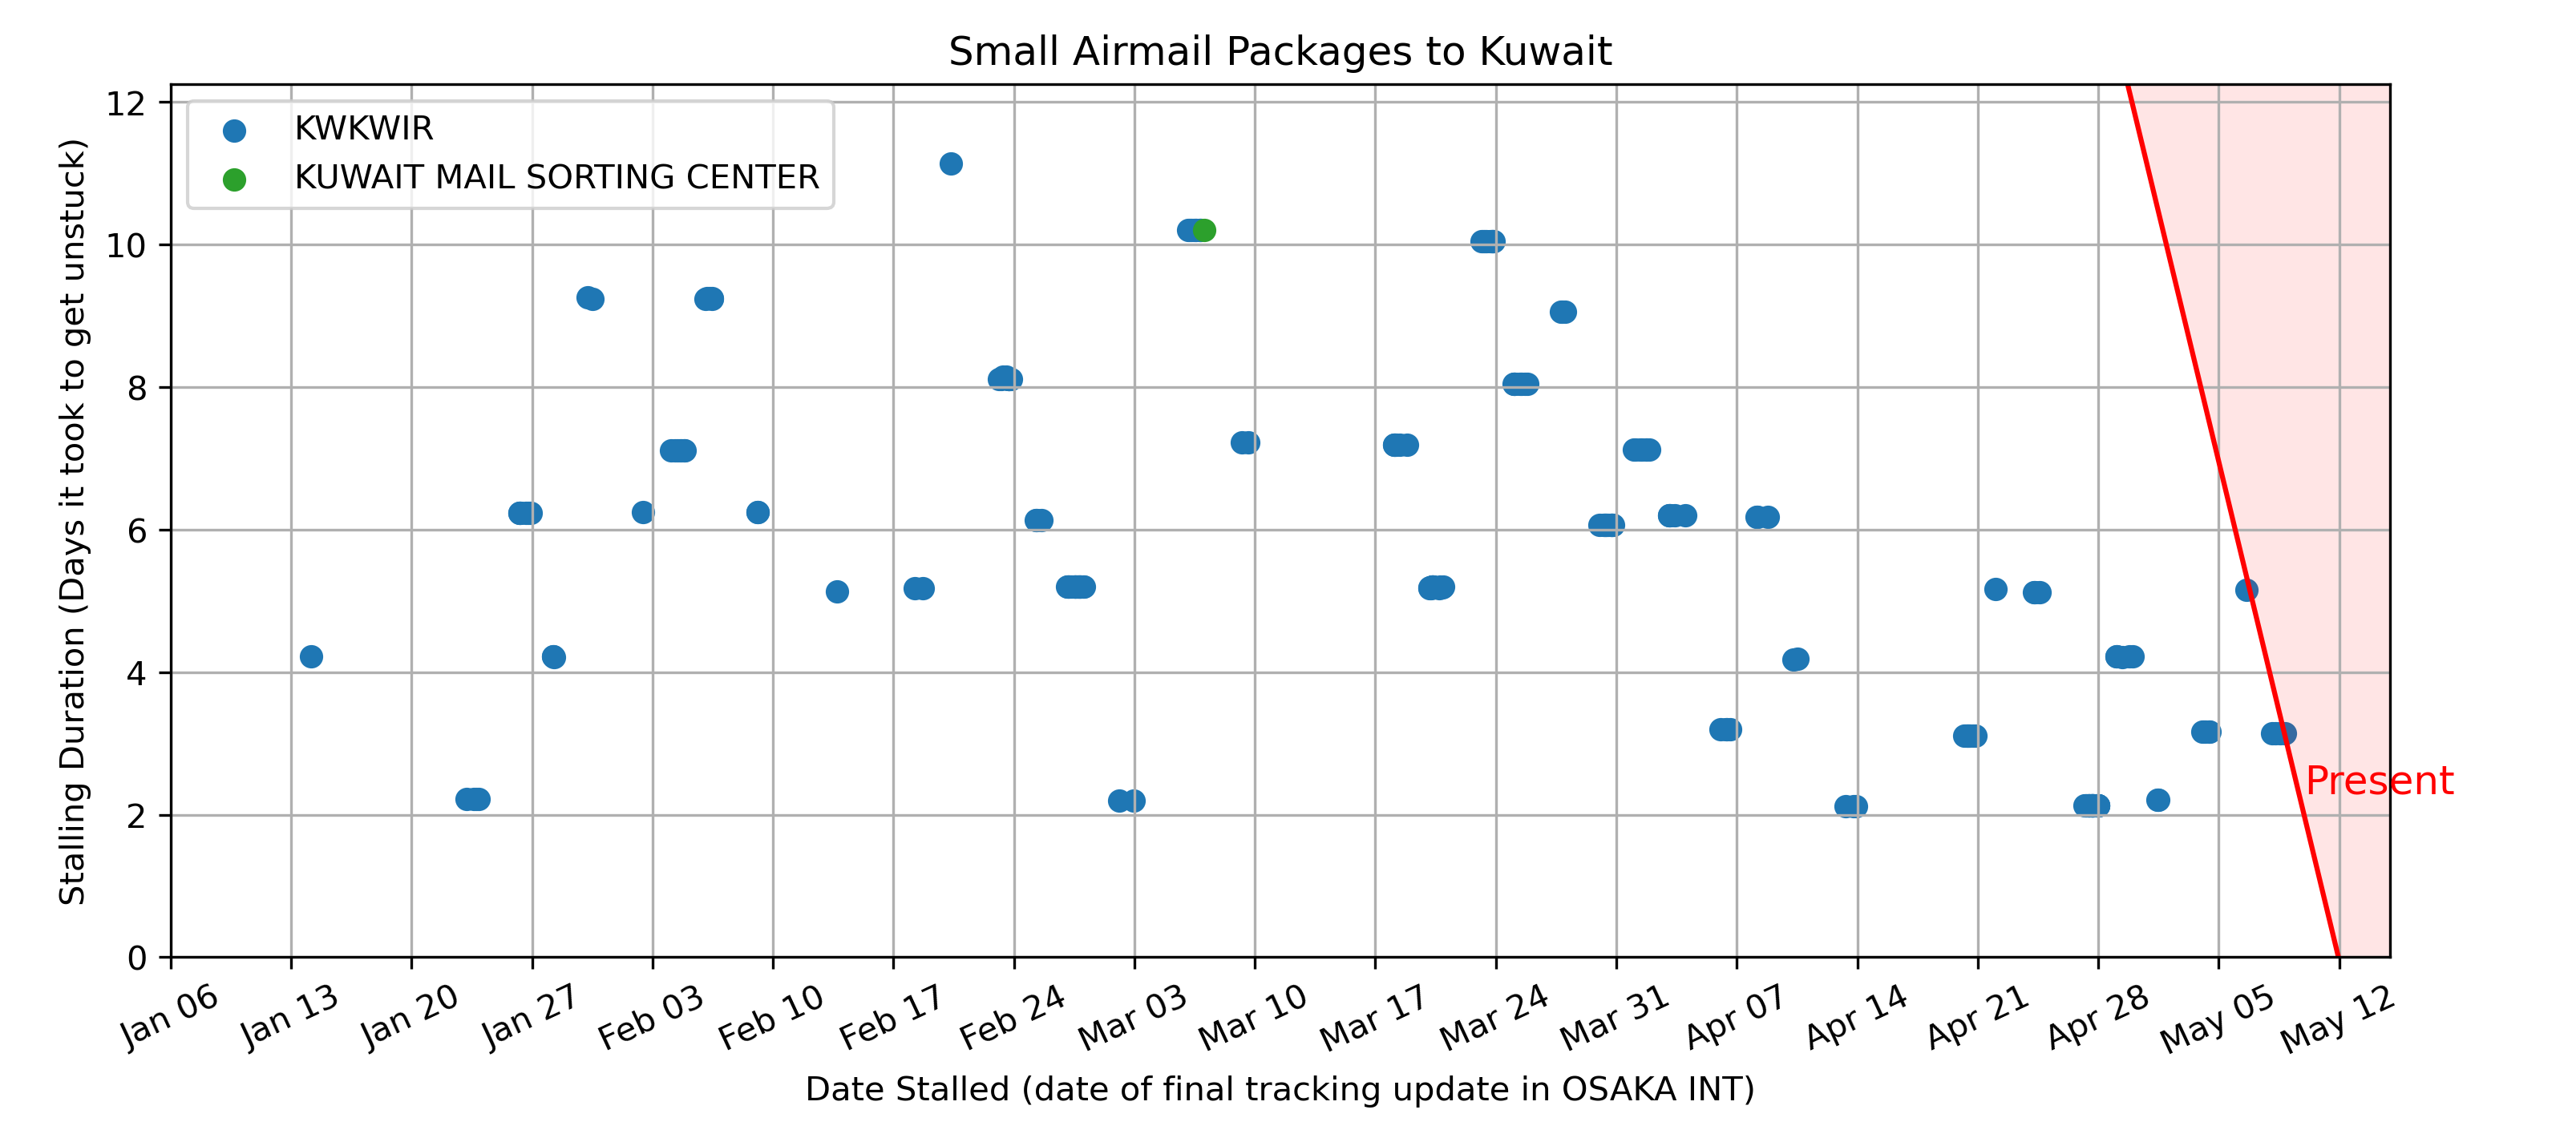 Small Airmail Packages to Kuwait
KWKWIR
KUWAIT MAIL SORTING CENTER
Stalling Duration (Days it took to get unstuck)
12
10
8
6
4
2
0
Present
Jan 06
Jan 13
Jan 20
Jan 27
Feb 03
Feb 10
Feb 17
Feb 24
Mar 03
Mar 10
Mar 17
Mar 24
Mar 31
Apr 07
Apr 14
Apr 21
Apr 28
May 05
May 12
Date Stalled (date of final tracking update in OSAKA INT)